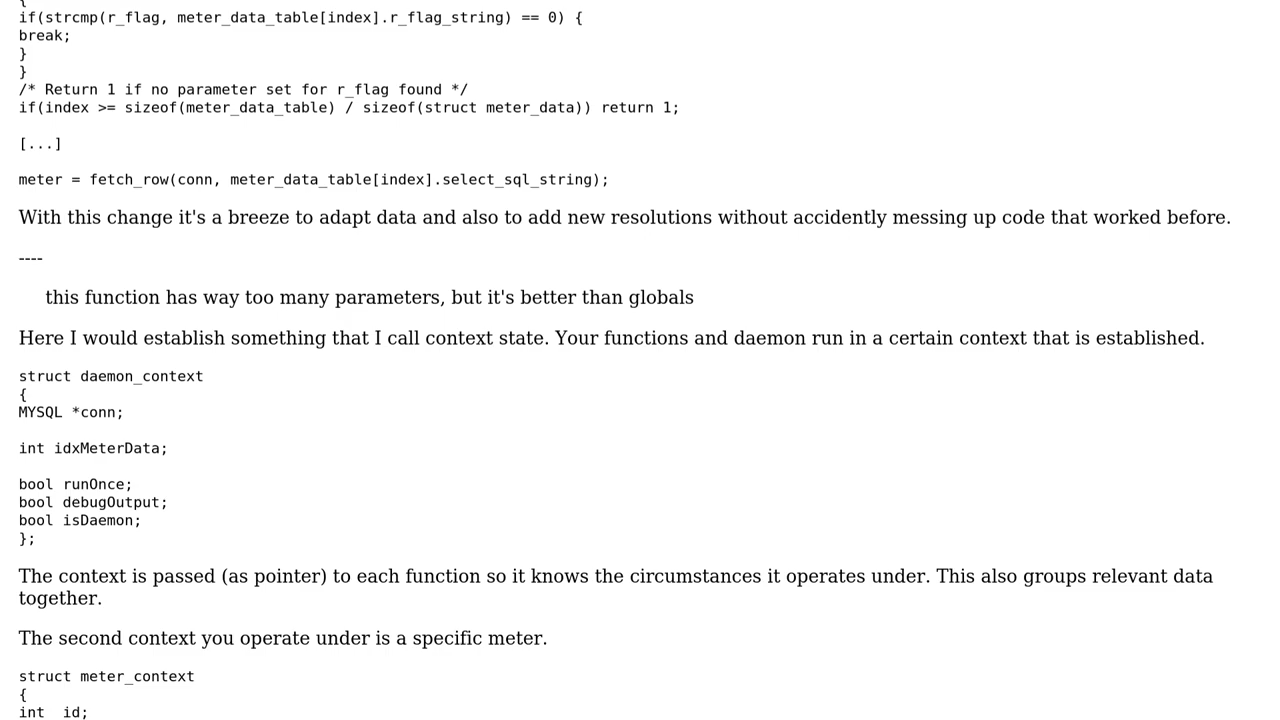 {
if(strcmp(r_flag, meter_data_table[index].r_flag_string) == 0) {
break;
}
}
/* Return 1 if no parameter set for r_flag found */
if(index >= sizeof(meter_data_table) / sizeof(struct meter_data)) return 1;
[...]
meter = fetch_row(conn, meter_data_table[index].select_sql_string);
With this change it's a breeze to adapt data and also to add new resolutions without accidently messing up code that worked before.
----
this function has way too many parameters, but it's better than globals
Here I would establish something that I call context state. Your functions and daemon run in a certain context that is established.
struct daemon_context
{
MYSQL *conn;
int idxMeterData;
bool runOnce;
bool debugOutput;
bool isDaemon;
};
The context is passed (as pointer) to each function so it knows the circumstances it operates under. This also groups relevant data
together.
The second context you operate under is a specific meter.
struct meter_context
{
int  id;